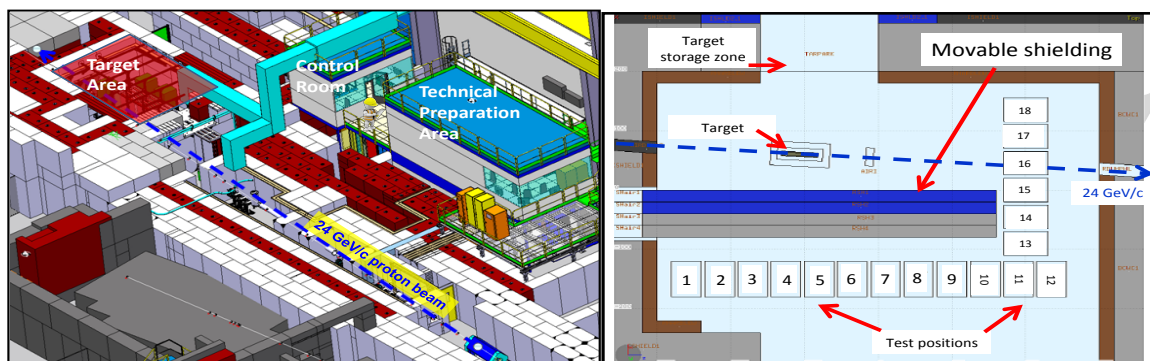 Target
Area
Control
Room
Technical
Preparation
Area
24 GeV/c proton beam
Target
storage zone
Movable shielding
Target
24 GeV/c
18
17
16
15
14
13
1 2 3 4 5 6 7 8 9 10 11 12
Test positions